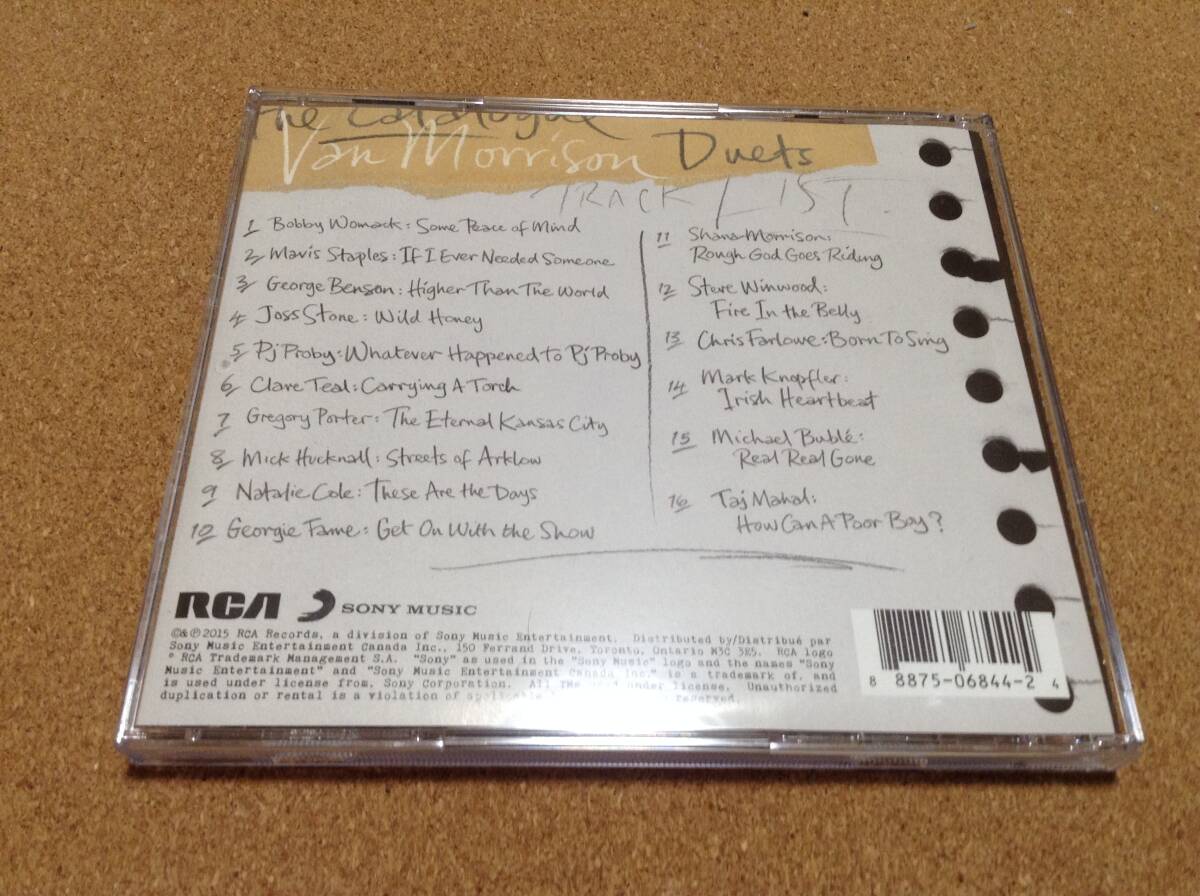 The Catalogue
Van Morrison Duets
TRACK LIST.
1 Bobby Womack: Some Peace of Mind
2 Mavis Staples: If I Ever Needed Someone
3 George Benson: Higher Than The World
4 Joss Stone: Wild Honey
5 PJ Proby: Whatever Happened to PJ Proby
6 Clare Teal: Carrying A Torch
7 Gregory Porter: The Eternal Kansas City
8 Mick Hucknall: Streets of Arklow
9 Natalie Cole: These Are the Days
10 Georgie Fame: Get On With the Show
11 Shana Morrison:
Rough God Goes Riding
12 Steve Winwood:
Fire In the Belly
13 Chris Farlowe: Born To Sing
14 Mark Knopfler:
Irish Heartbeat
15 Michael Bublé:
Real Real Gone
16 Taj Mahal:
How Can A Poor Boy?
RCA SONY MUSIC
©&℗ 2015 RCA Records, a division of Sony Music Entertainment. Distributed by/Distribué par
Sony Music Entertainment Canada Inc., 150 Ferrand Drive, Toronto, Ontario M3C 3E5. RCA logo
® RCA Trademark Management S.A. "Sony" as used in the "Sony Music" logo and the names "Sony
Music Entertainment" and "Sony Music Entertainment Canada Inc." is a trademark of, and
is used under license from, Sony Corporation. All used under license. Unauthorized
duplication or rental is a violation of applicable reserved.
8 8875-06844-2 4